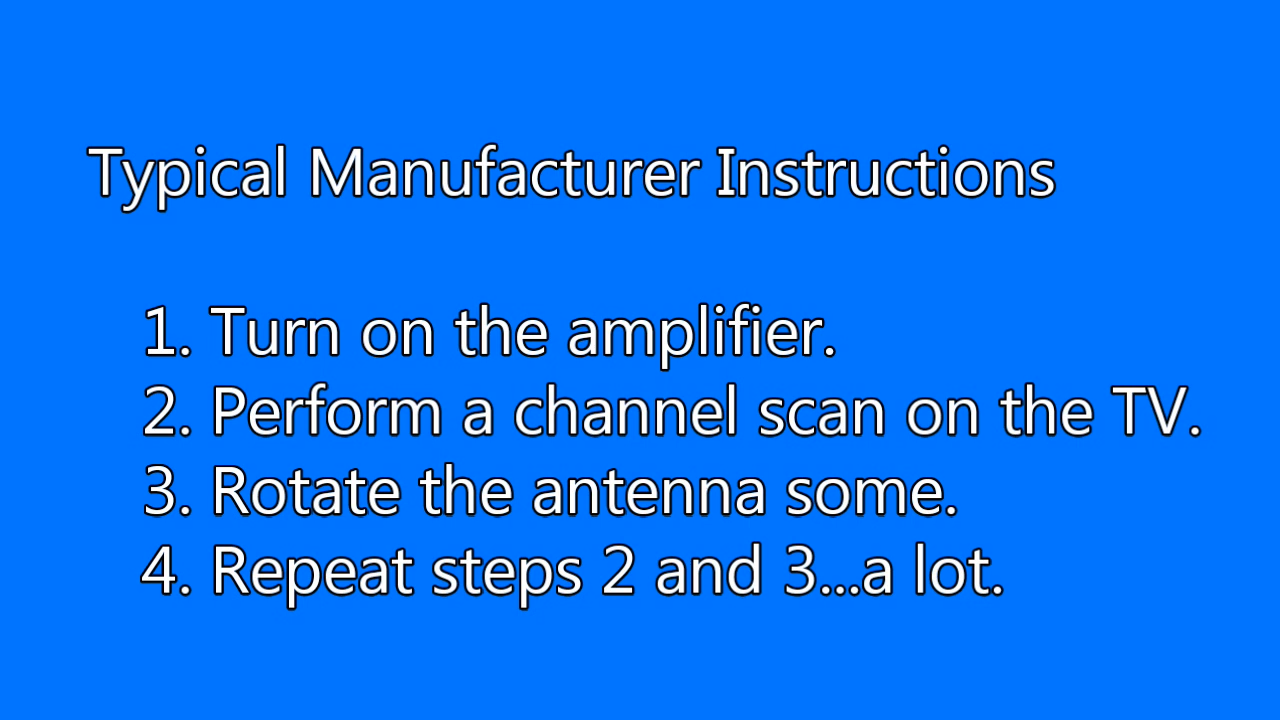 Typical Manufacturer Instructions
1. Turn on the amplifier.
2. Perform a channel scan on the TV.
3. Rotate the antenna some.
4. Repeat steps 2 and 3...a lot.